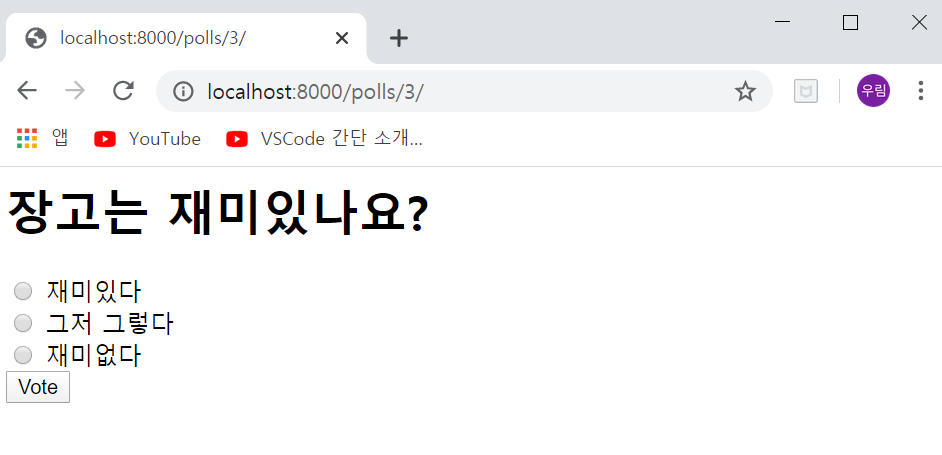 localhost:8000/polls/3/
localhost:8000/polls/3/
우림
앱 YouTube VSCode 간단 소개...
장고는 재미있나요?
재미있다
그저 그렇다
재미없다
Vote